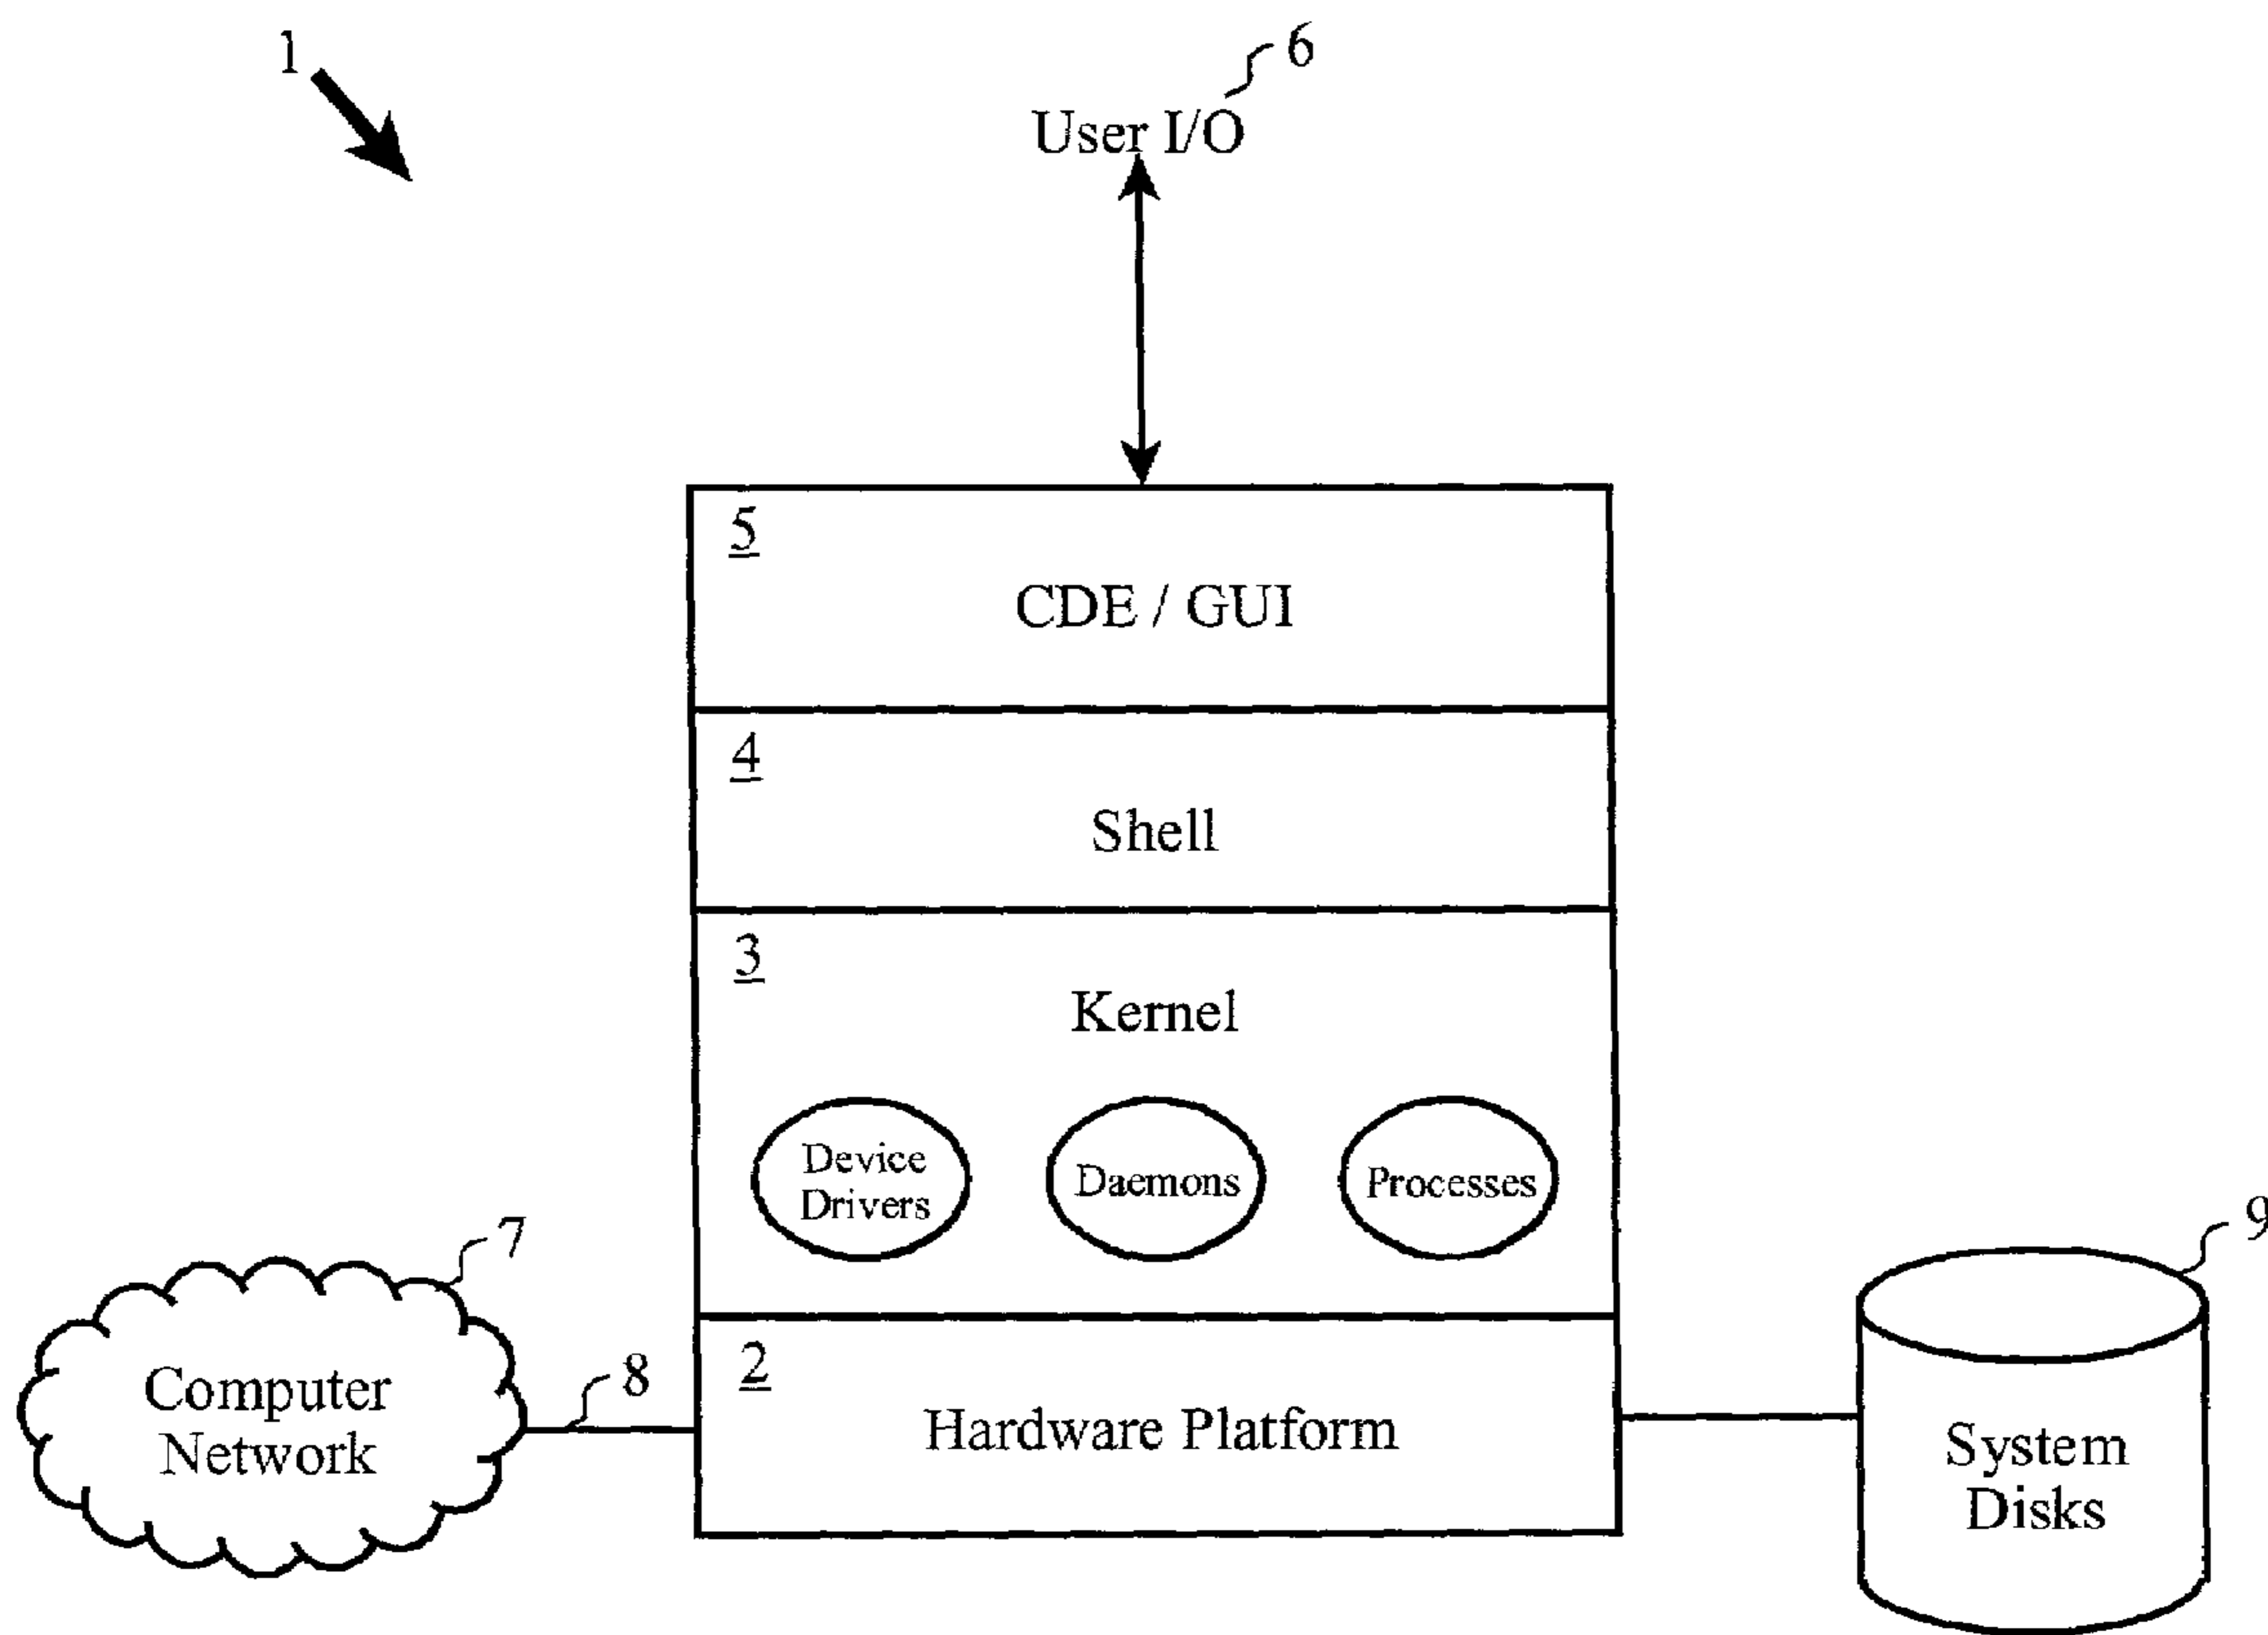 1
6
User I/O
5
CDE / GUI
4
Shell
3
Kernel
Device
Drivers
Daemons
Processes
7
9
8
2
Computer
Network
Hardware Platform
System
Disks